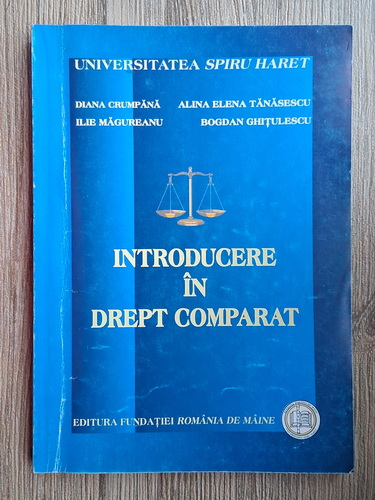 UNIVERSITATEA SPIRU HARET
DIANA CRUMPĂNĂ ALINA ELENA TĂNĂSESCU
ILIE MĂGUREANU BOGDAN GHIȚULESCU
INTRODUCERE
ÎN
DREPT COMPARAT
EDITURA FUNDAȚIEI ROMÂNIA DE MÂINE